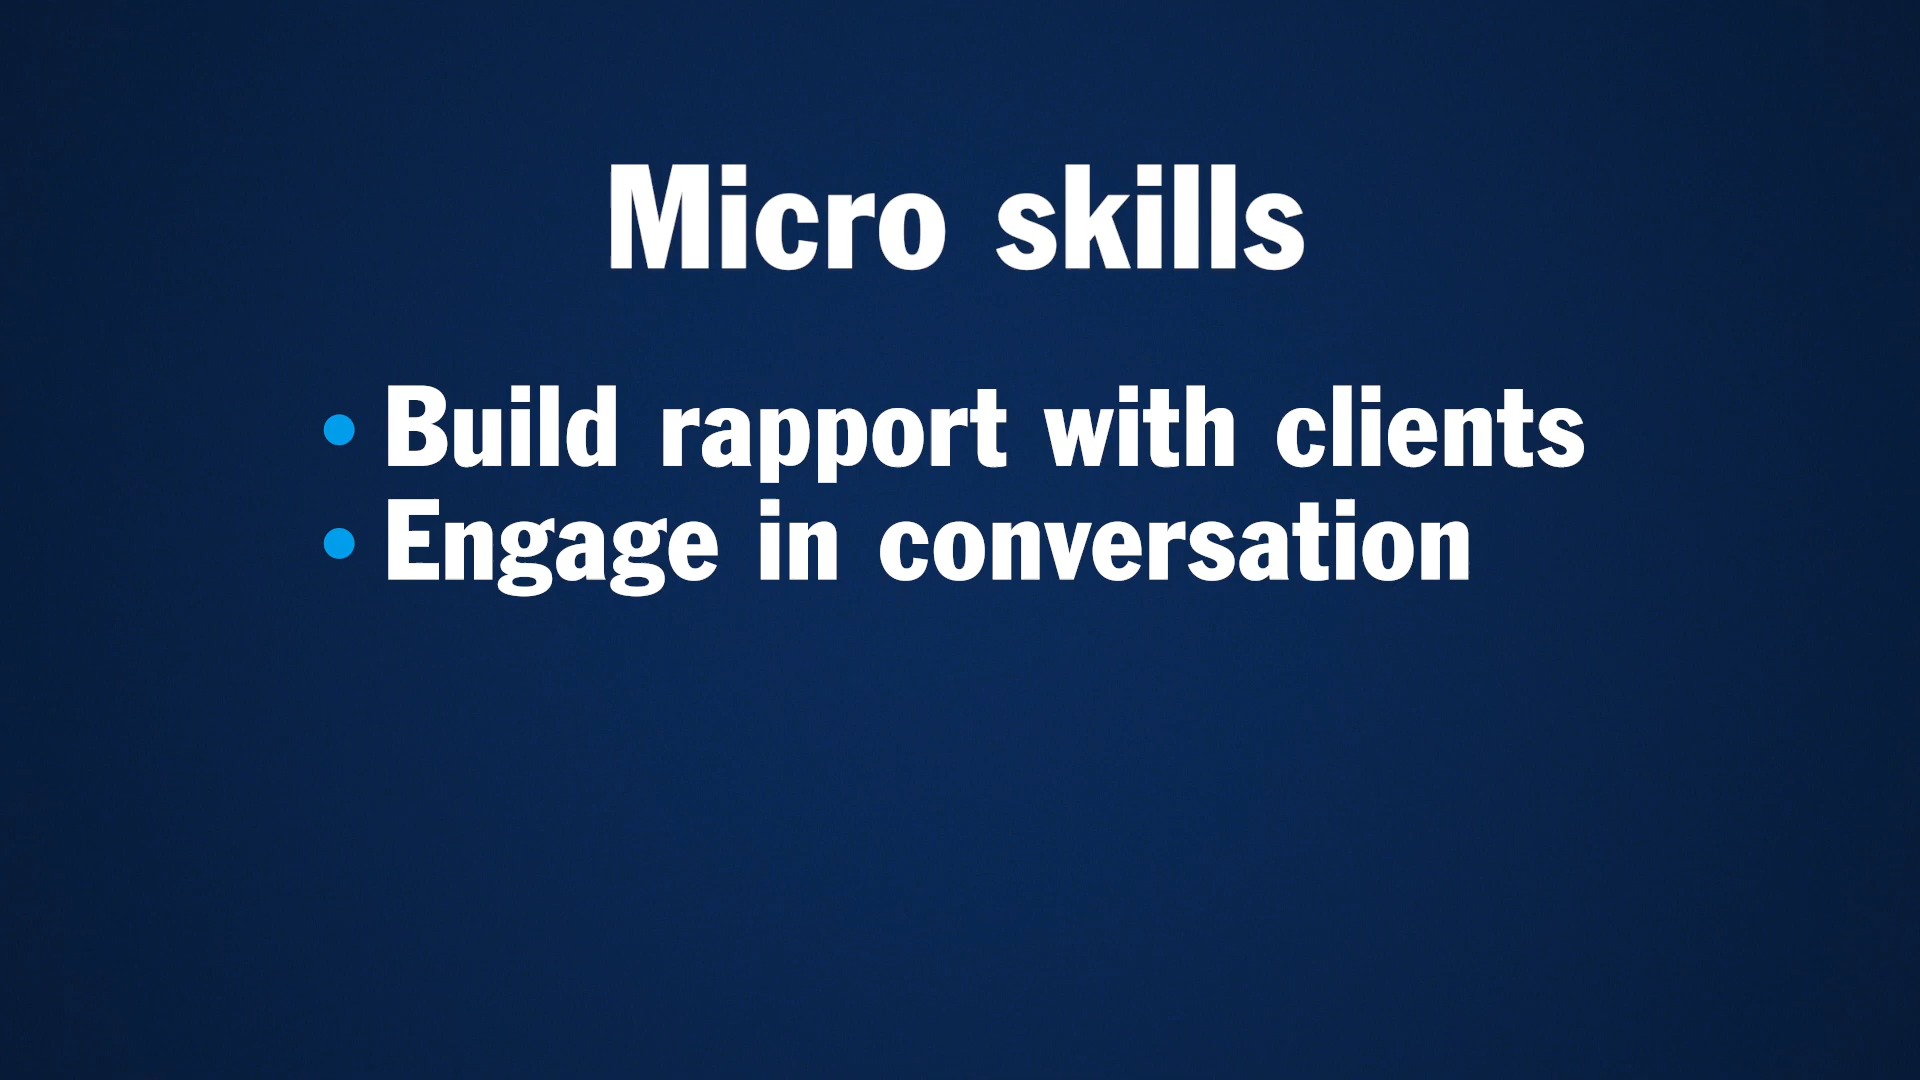 Micro skills
• Build rapport with clients
• Engage in conversation